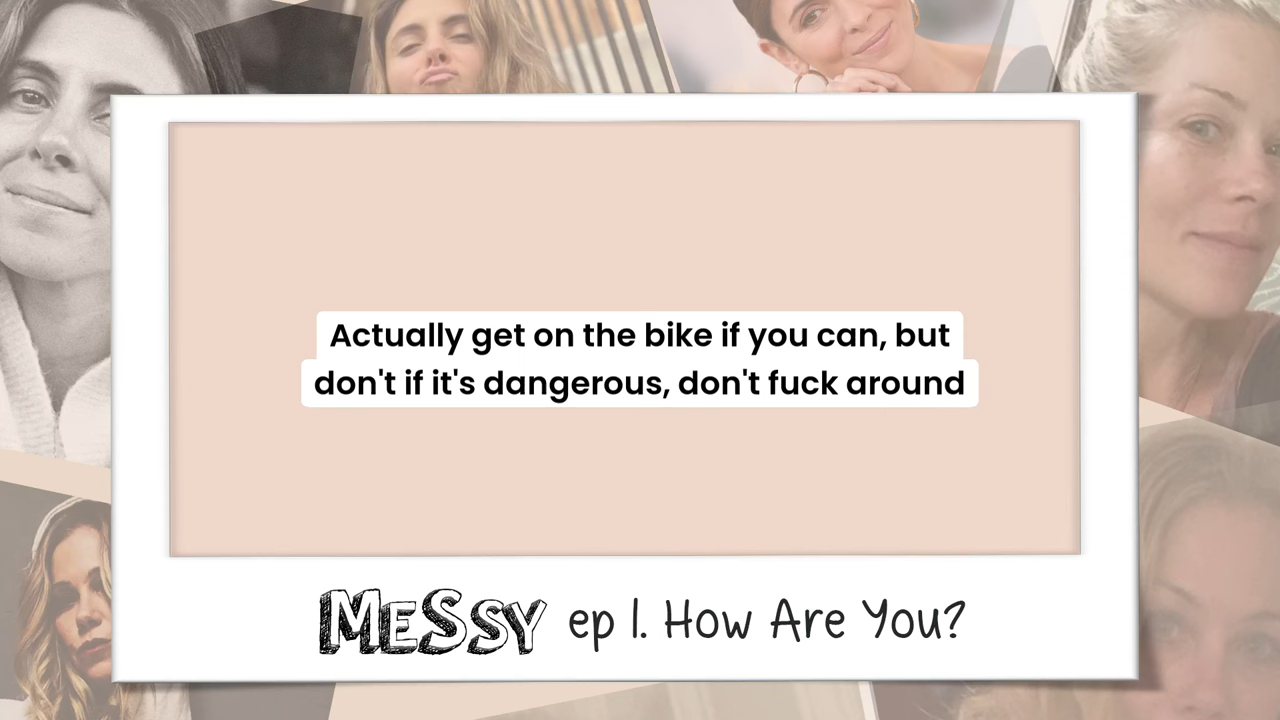 Actually get on the bike if you can, but
don't if it's dangerous, don't fuck around
MeSSY ep 1. How Are You?